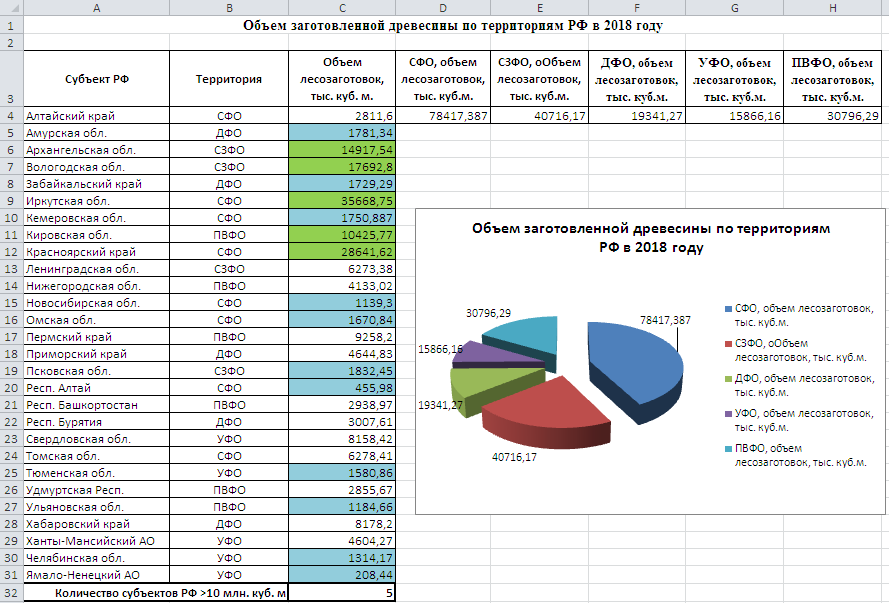 A B C D E F G H
1 Объем заготовленной древесины по территориям РФ в 2018 году
2
3 Субъект РФ Территория Объем лесозаготовок, тыс. куб. м. СФО, объем лесозаготовок, тыс. куб.м. СЗФО, оОбъем лесозаготовок, тыс. куб.м. ДФО, объем лесозаготовок, тыс. куб.м. УФО, объем лесозаготовок, тыс. куб.м. ПВФО, объем лесозаготовок, тыс. куб.м.
4 Алтайский край СФО 2811,6 78417,387 40716,17 19341,27 15866,16 30796,29
5 Амурская обл. ДФО 1781,34
6 Архангельская обл. СЗФО 14917,54
7 Вологодская обл. СЗФО 17692,8
8 Забайкальский край ДФО 1729,29
9 Иркутская обл. СФО 35668,75
10 Кемеровская обл. СФО 1750,887
11 Кировская обл. ПВФО 10425,77
12 Красноярский край СФО 28641,62
13 Ленинградская обл. СЗФО 6273,38
14 Нижегородская обл. ПВФО 4133,02
15 Новосибирская обл. СФО 1139,3
16 Омская обл. СФО 1670,84
17 Пермский край ПВФО 9258,2
18 Приморский край ДФО 4644,83
19 Псковская обл. СЗФО 1832,45
20 Респ. Алтай СФО 455,98
21 Респ. Башкортостан ПВФО 2938,97
22 Респ. Бурятия ДФО 3007,61
23 Свердловская обл. УФО 8158,42
24 Томская обл. СФО 6278,41
25 Тюменская обл. УФО 1580,86
26 Удмуртская Респ. ПВФО 2855,67
27 Ульяновская обл. ПВФО 1184,66
28 Хабаровский край ДФО 8178,2
29 Ханты-Мансийский АО УФО 4604,27
30 Челябинская обл. УФО 1314,17
31 Ямало-Ненецкий АО УФО 208,44
32 Количество субъектов РФ >10 млн. куб. м 5
Объем заготовленной древесины по территориям
РФ в 2018 году
30796,29
78417,387
15866,16
19341,27
40716,17
СФО, объем лесозаготовок,
тыс. куб.м.
СЗФО, оОбъем
лесозаготовок, тыс. куб.м.
ДФО, объем лесозаготовок,
тыс. куб.м.
УФО, объем лесозаготовок,
тыс. куб.м.
ПВФО, объем
лесозаготовок, тыс. куб.м.